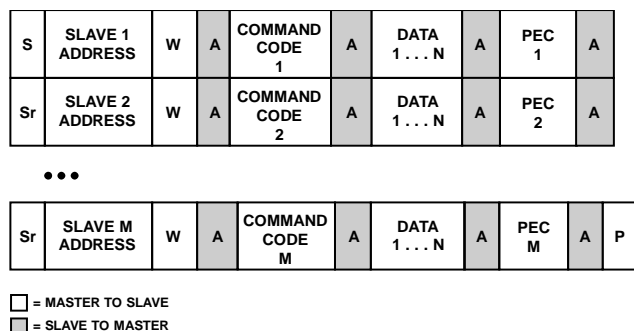 S SLAVE 1 ADDRESS W A COMMAND CODE 1 A DATA 1 . . . N A PEC 1 A
Sr SLAVE 2 ADDRESS W A COMMAND CODE 2 A DATA 1 . . . N A PEC 2 A
•••
Sr SLAVE M ADDRESS W A COMMAND CODE M A DATA 1 . . . N A PEC M A P
= MASTER TO SLAVE
= SLAVE TO MASTER